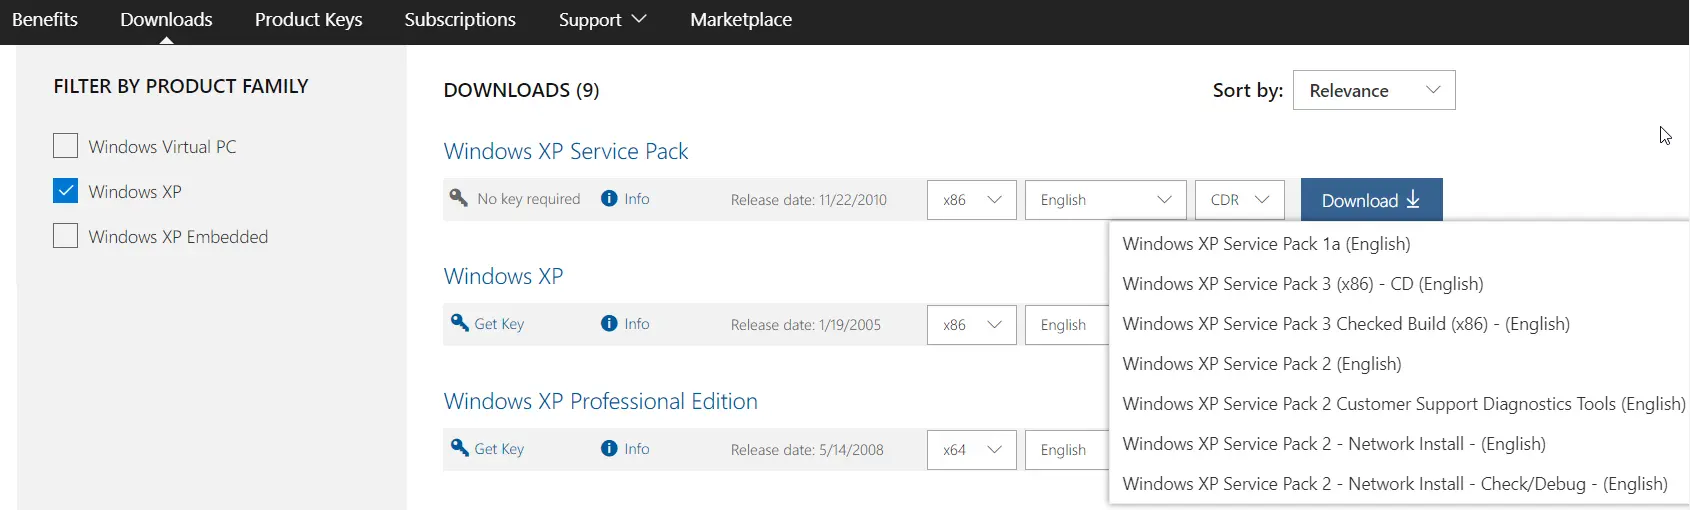 Benefits Downloads Product Keys Subscriptions Support Marketplace
FILTER BY PRODUCT FAMILY
Windows Virtual PC
Windows XP
Windows XP Embedded
DOWNLOADS (9)
Sort by: Relevance
Windows XP Service Pack
No key required Info Release date: 11/22/2010 x86 English CDR Download
Windows XP Service Pack 1a (English)
Windows XP Service Pack 3 (x86) - CD (English)
Windows XP Service Pack 3 Checked Build (x86) - (English)
Windows XP Service Pack 2 (English)
Windows XP Service Pack 2 Customer Support Diagnostics Tools (English)
Windows XP Service Pack 2 - Network Install - (English)
Windows XP Service Pack 2 - Network Install - Check/Debug - (English)
Windows XP
Get Key Info Release date: 1/19/2005 x86 English
Windows XP Professional Edition
Get Key Info Release date: 5/14/2008 x64 English